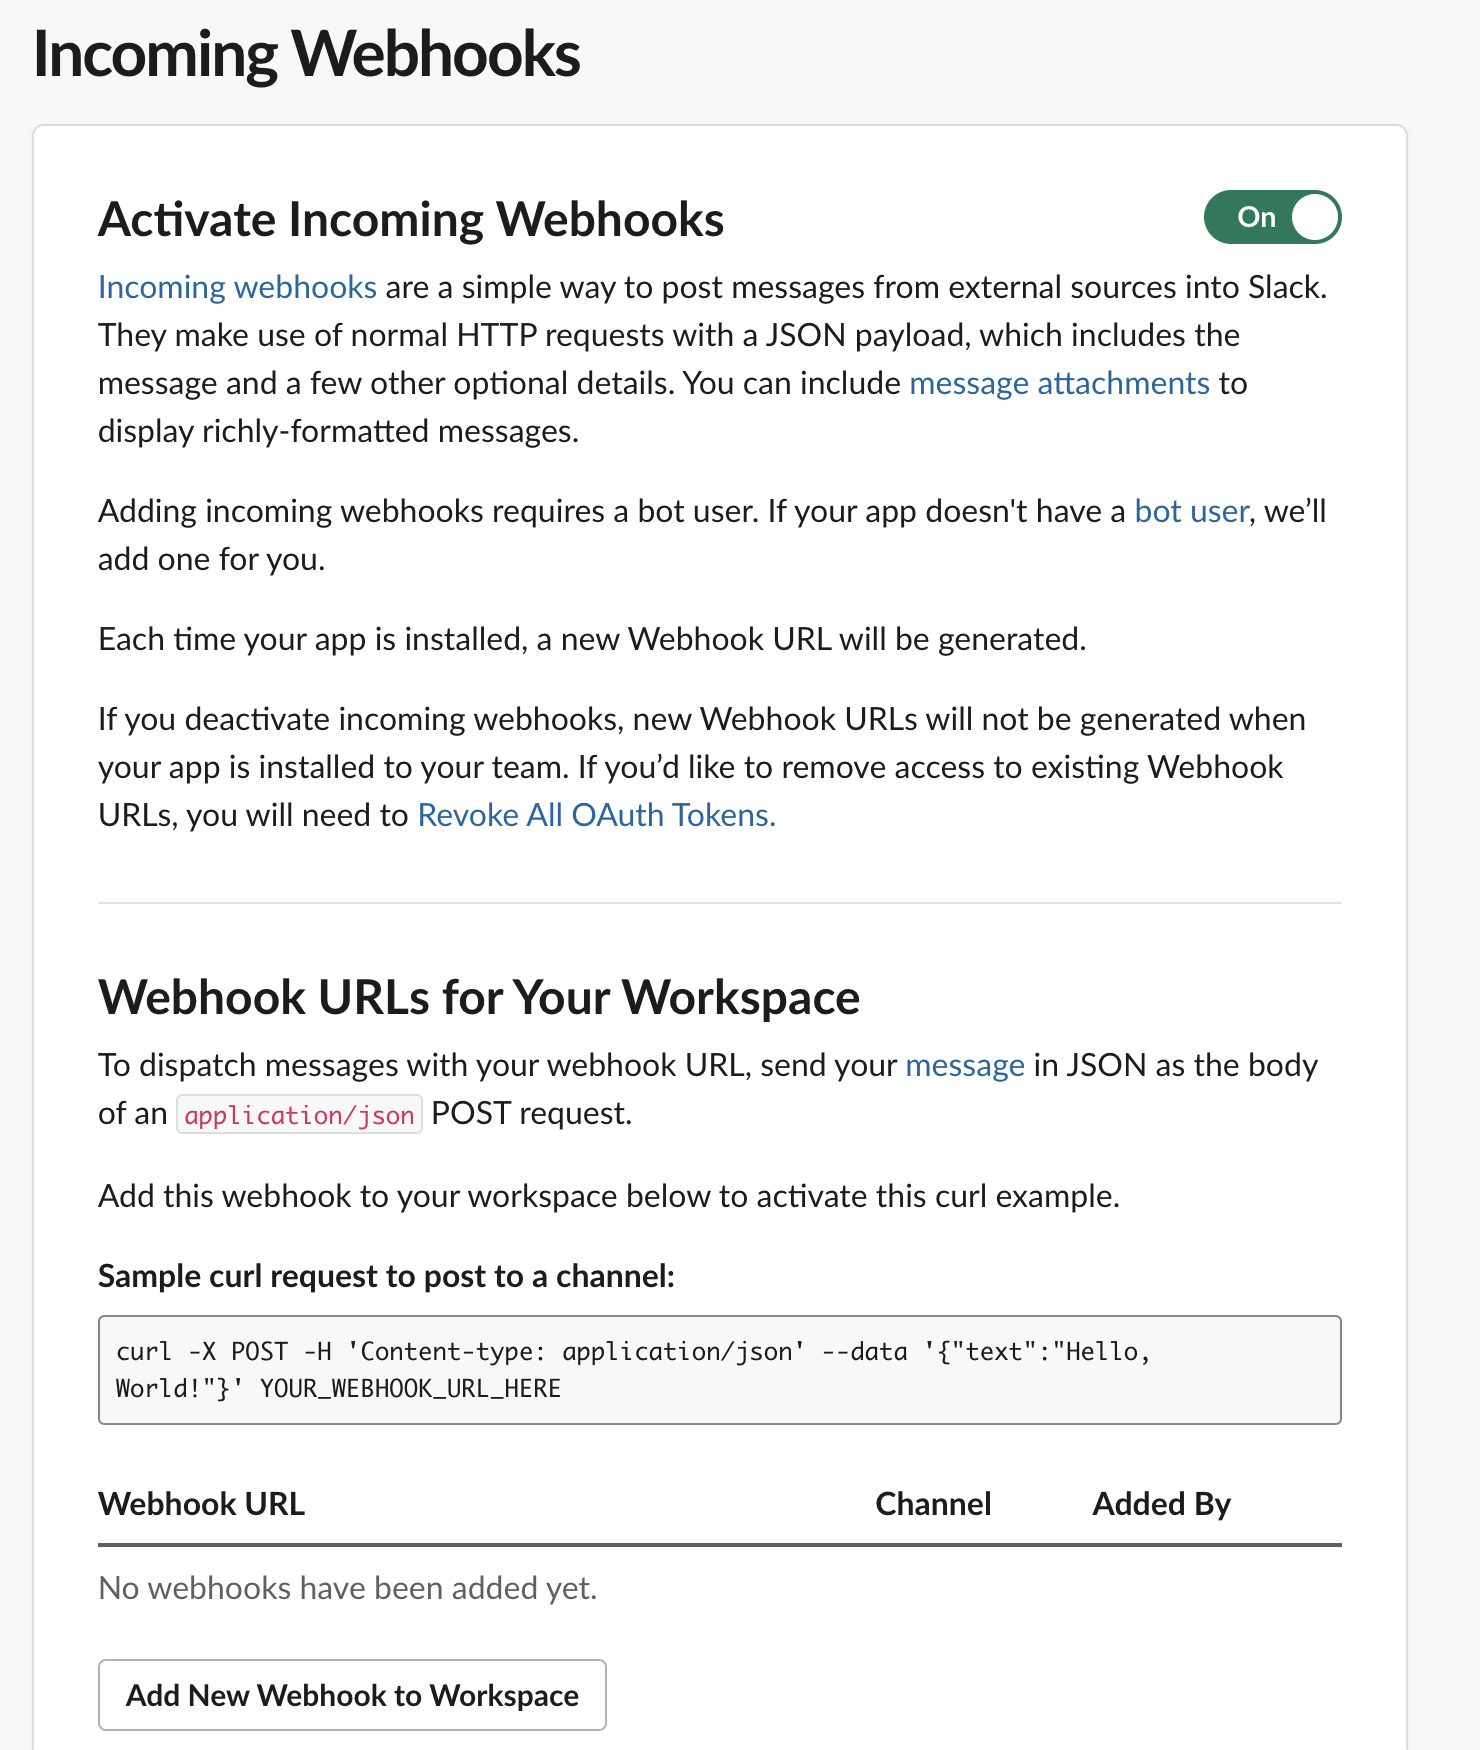 Incoming Webhooks
Activate Incoming Webhooks
On
Incoming webhooks are a simple way to post messages from external sources into Slack.
They make use of normal HTTP requests with a JSON payload, which includes the
message and a few other optional details. You can include message attachments to
display richly-formatted messages.
Adding incoming webhooks requires a bot user. If your app doesn't have a bot user, we’ll
add one for you.
Each time your app is installed, a new Webhook URL will be generated.
If you deactivate incoming webhooks, new Webhook URLs will not be generated when
your app is installed to your team. If you’d like to remove access to existing Webhook
URLs, you will need to Revoke All OAuth Tokens.
Webhook URLs for Your Workspace
To dispatch messages with your webhook URL, send your message in JSON as the body
of an application/json POST request.
Add this webhook to your workspace below to activate this curl example.
Sample curl request to post to a channel:
curl -X POST -H 'Content-type: application/json' --data '{"text":"Hello,
World!"}' YOUR_WEBHOOK_URL_HERE
Webhook URL Channel Added By
No webhooks have been added yet.
Add New Webhook to Workspace